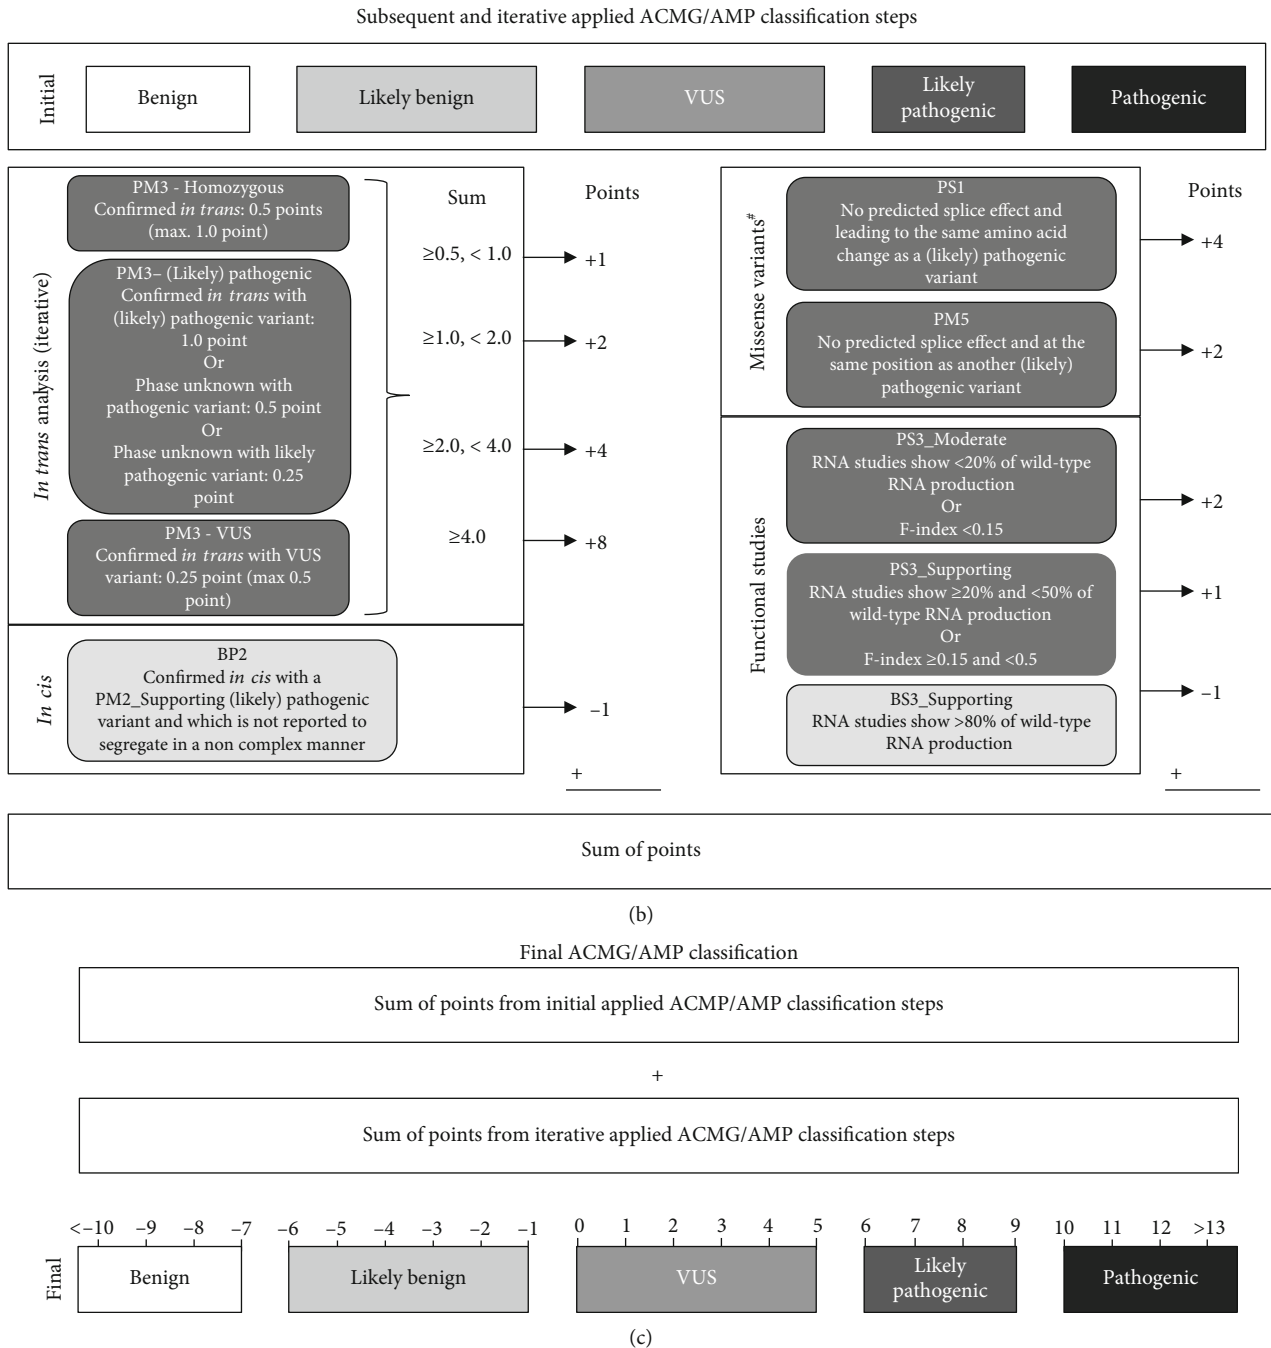 Subsequent and iterative applied ACMG/AMP classification steps
Initial
Benign
Likely benign
VUS
Likely
pathogenic
Pathogenic
In trans analysis (iterative)
PM3 - Homozygous
Confirmed in trans: 0.5 points
(max. 1.0 point)
PM3– (Likely) pathogenic
Confirmed in trans with
(likely) pathogenic variant:
1.0 point
Or
Phase unknown with
pathogenic variant: 0.5 point
Or
Phase unknown with likely
pathogenic variant: 0.25
point
PM3 - VUS
Confirmed in trans with VUS
variant: 0.25 point (max 0.5
point)
Sum
Points
≥0.5, < 1.0
+1
≥1.0, < 2.0
+2
≥2.0, < 4.0
+4
≥4.0
+8
In cis
BP2
Confirmed in cis with a
PM2_Supporting (likely) pathogenic
variant and which is not reported to
segregate in a non complex manner
–1
+
Missense variants#
PS1
No predicted splice effect and
leading to the same amino acid
change as a (likely) pathogenic
variant
Points
+4
PM5
No predicted splice effect and at the
same position as another (likely)
pathogenic variant
+2
Functional studies
PS3_Moderate
RNA studies show <20% of wild-type
RNA production
Or
F-index <0.15
+2
PS3_Supporting
RNA studies show ≥20% and <50% of
wild-type RNA production
Or
F-index ≥0.15 and <0.5
+1
BS3_Supporting
RNA studies show >80% of wild-type
RNA production
–1
+
Sum of points
(b)
Final ACMG/AMP classification
Sum of points from initial applied ACMP/AMP classification steps
+
Sum of points from iterative applied ACMG/AMP classification steps
<–10 –9 –8 –7 –6 –5 –4 –3 –2 –1 0 1 2 3 4 5 6 7 8 9 10 11 12 >13
Final
Benign
Likely benign
VUS
Likely
pathogenic
Pathogenic
(c)